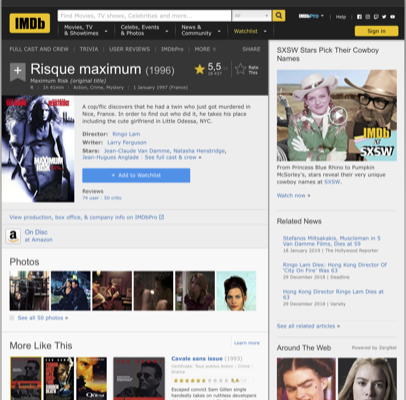 IMDb
Find Movies, TV shows, Celebrities and more...
All
IMDbPro
Help
Movies, TV
& Showtimes
Celebs, Events
& Photos
News &
Community
Watchlist
Sign in
FULL CAST AND CREW | TRIVIA | USER REVIEWS | IMDbPro | MORE
SHARE
Risque maximum (1996)
Maximum Risk (original title)
R | 1h 41min | Action, Crime, Mystery | 1 January 1997 (France)
5,5
Rate
This
MAXIMUM
RISK
A cop/flic discovers that he had a twin who just got murdered in
Nice, France. In order to find out who did it, he takes his place
including the cute girlfriend in Little Odessa, NYC.
Director: Ringo Lam
Writer: Larry Ferguson
Stars: Jean-Claude Van Damme, Natasha Henstridge,
Jean-Hugues Anglade | See full cast & crew »
+ Add to Watchlist
Reviews
74 user | 30 critic
View production, box office, & company info on IMDbPro
On Disc
at Amazon
Photos
See all 50 photos »
More Like This
Learn more
Cavale sans issue (1993)
Escaped convict Sam Gillen single
handedly takes on ruthless developers
SXSW Stars Pick Their Cowboy
Names
IMDb
AT
SXSW
From Princess Blue Rhino to Pumpkin
McSorley's, stars reveal their very unique
cowboy names at SXSW.
Watch now »
Related News
Stefanos Miltsakakis, Muscleman in 5
Van Damme Films, Dies at 59
The Hollywood Reporter
Ringo Lam Dies: Hong Kong Director Of
'City On Fire' Was 63
29 December 2018 | Deadline
Hong Kong Director Ringo Lam Dies at
63
29 December 2018 | Variety
See all related articles »
Around The Web
Powered by ZergNet